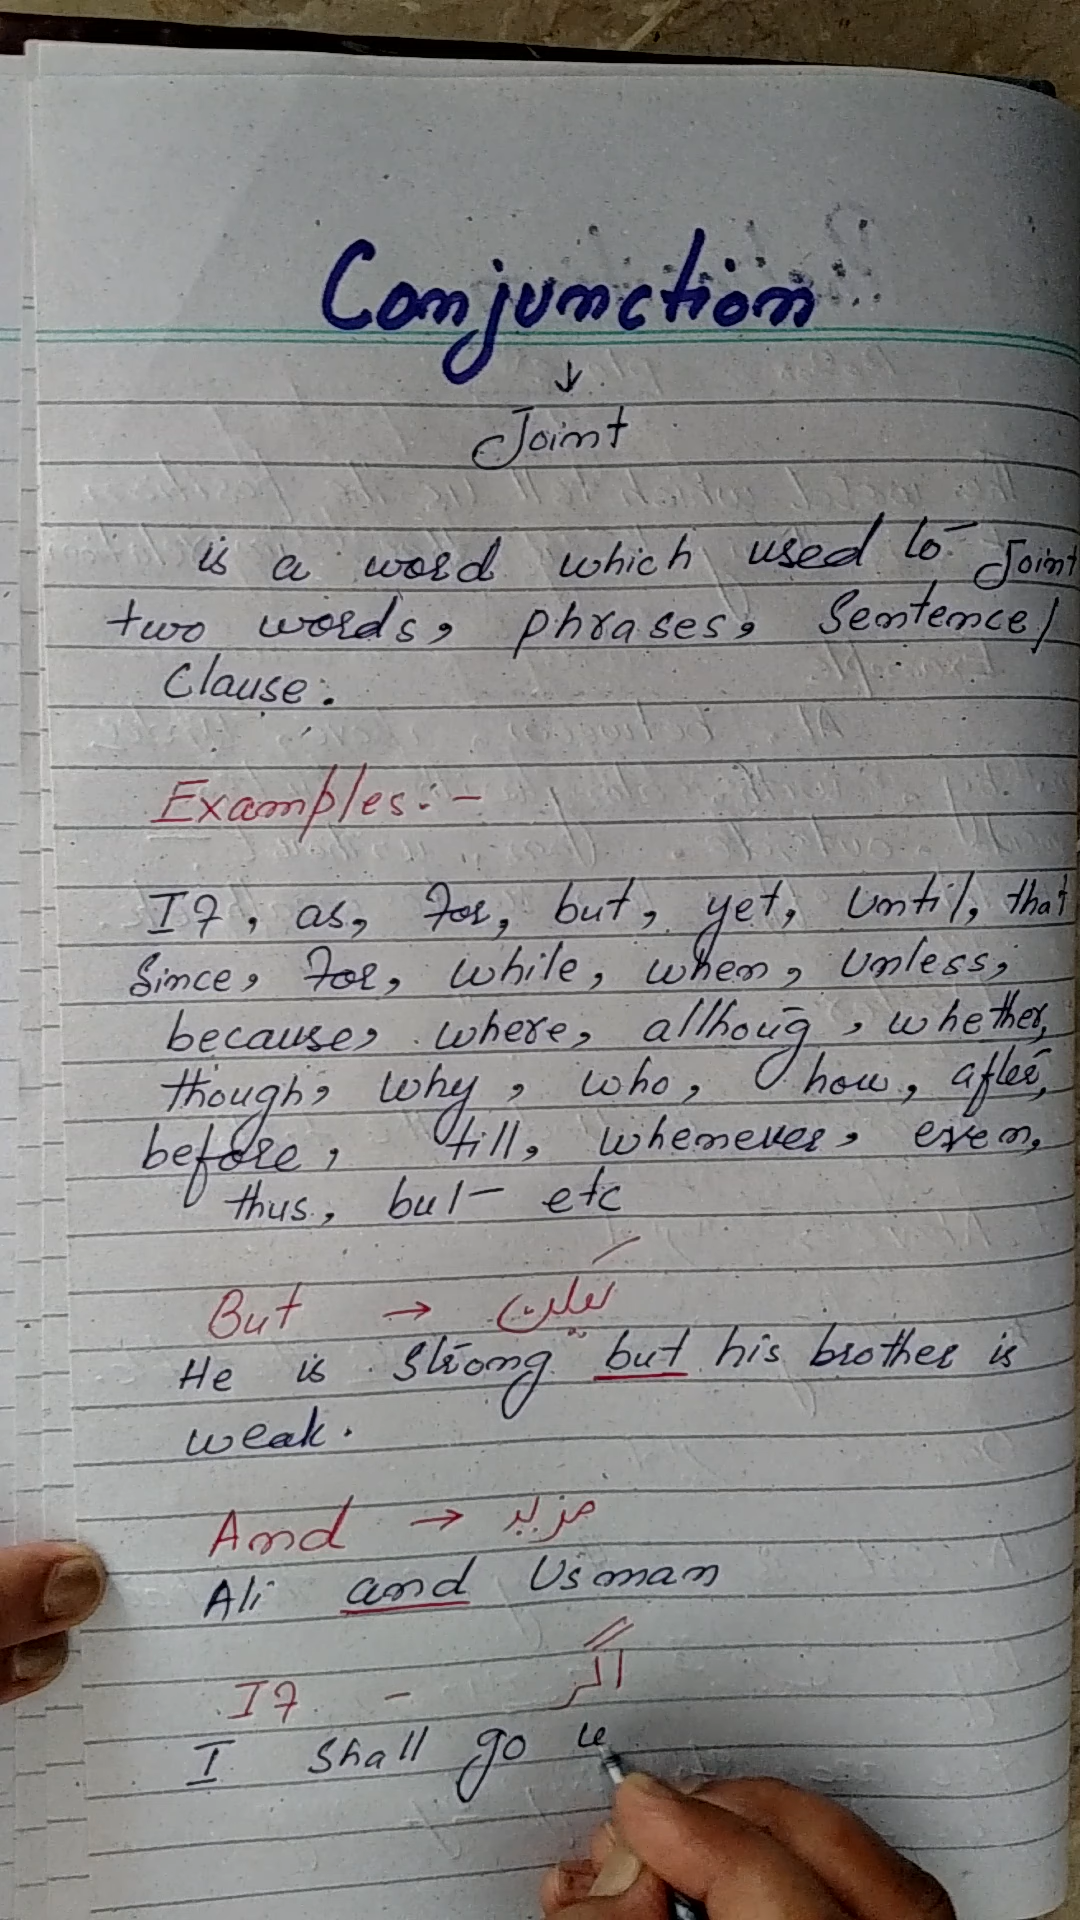 Conjunction
↓
Joint
is a word which used to Joint
two words, phrases, Sentence/
Clause.
Examples:-
If, as, For, but, yet, until, that
Since, For, while, when, Unless,
because, where, althoug, whether,
though, why, who, how, after,
before, till, whenever, even,
thus, but etc
But → لیکن
He is strong but his brother is
weak.
And → مزید
Ali and Usman
If - اگر
I shall go